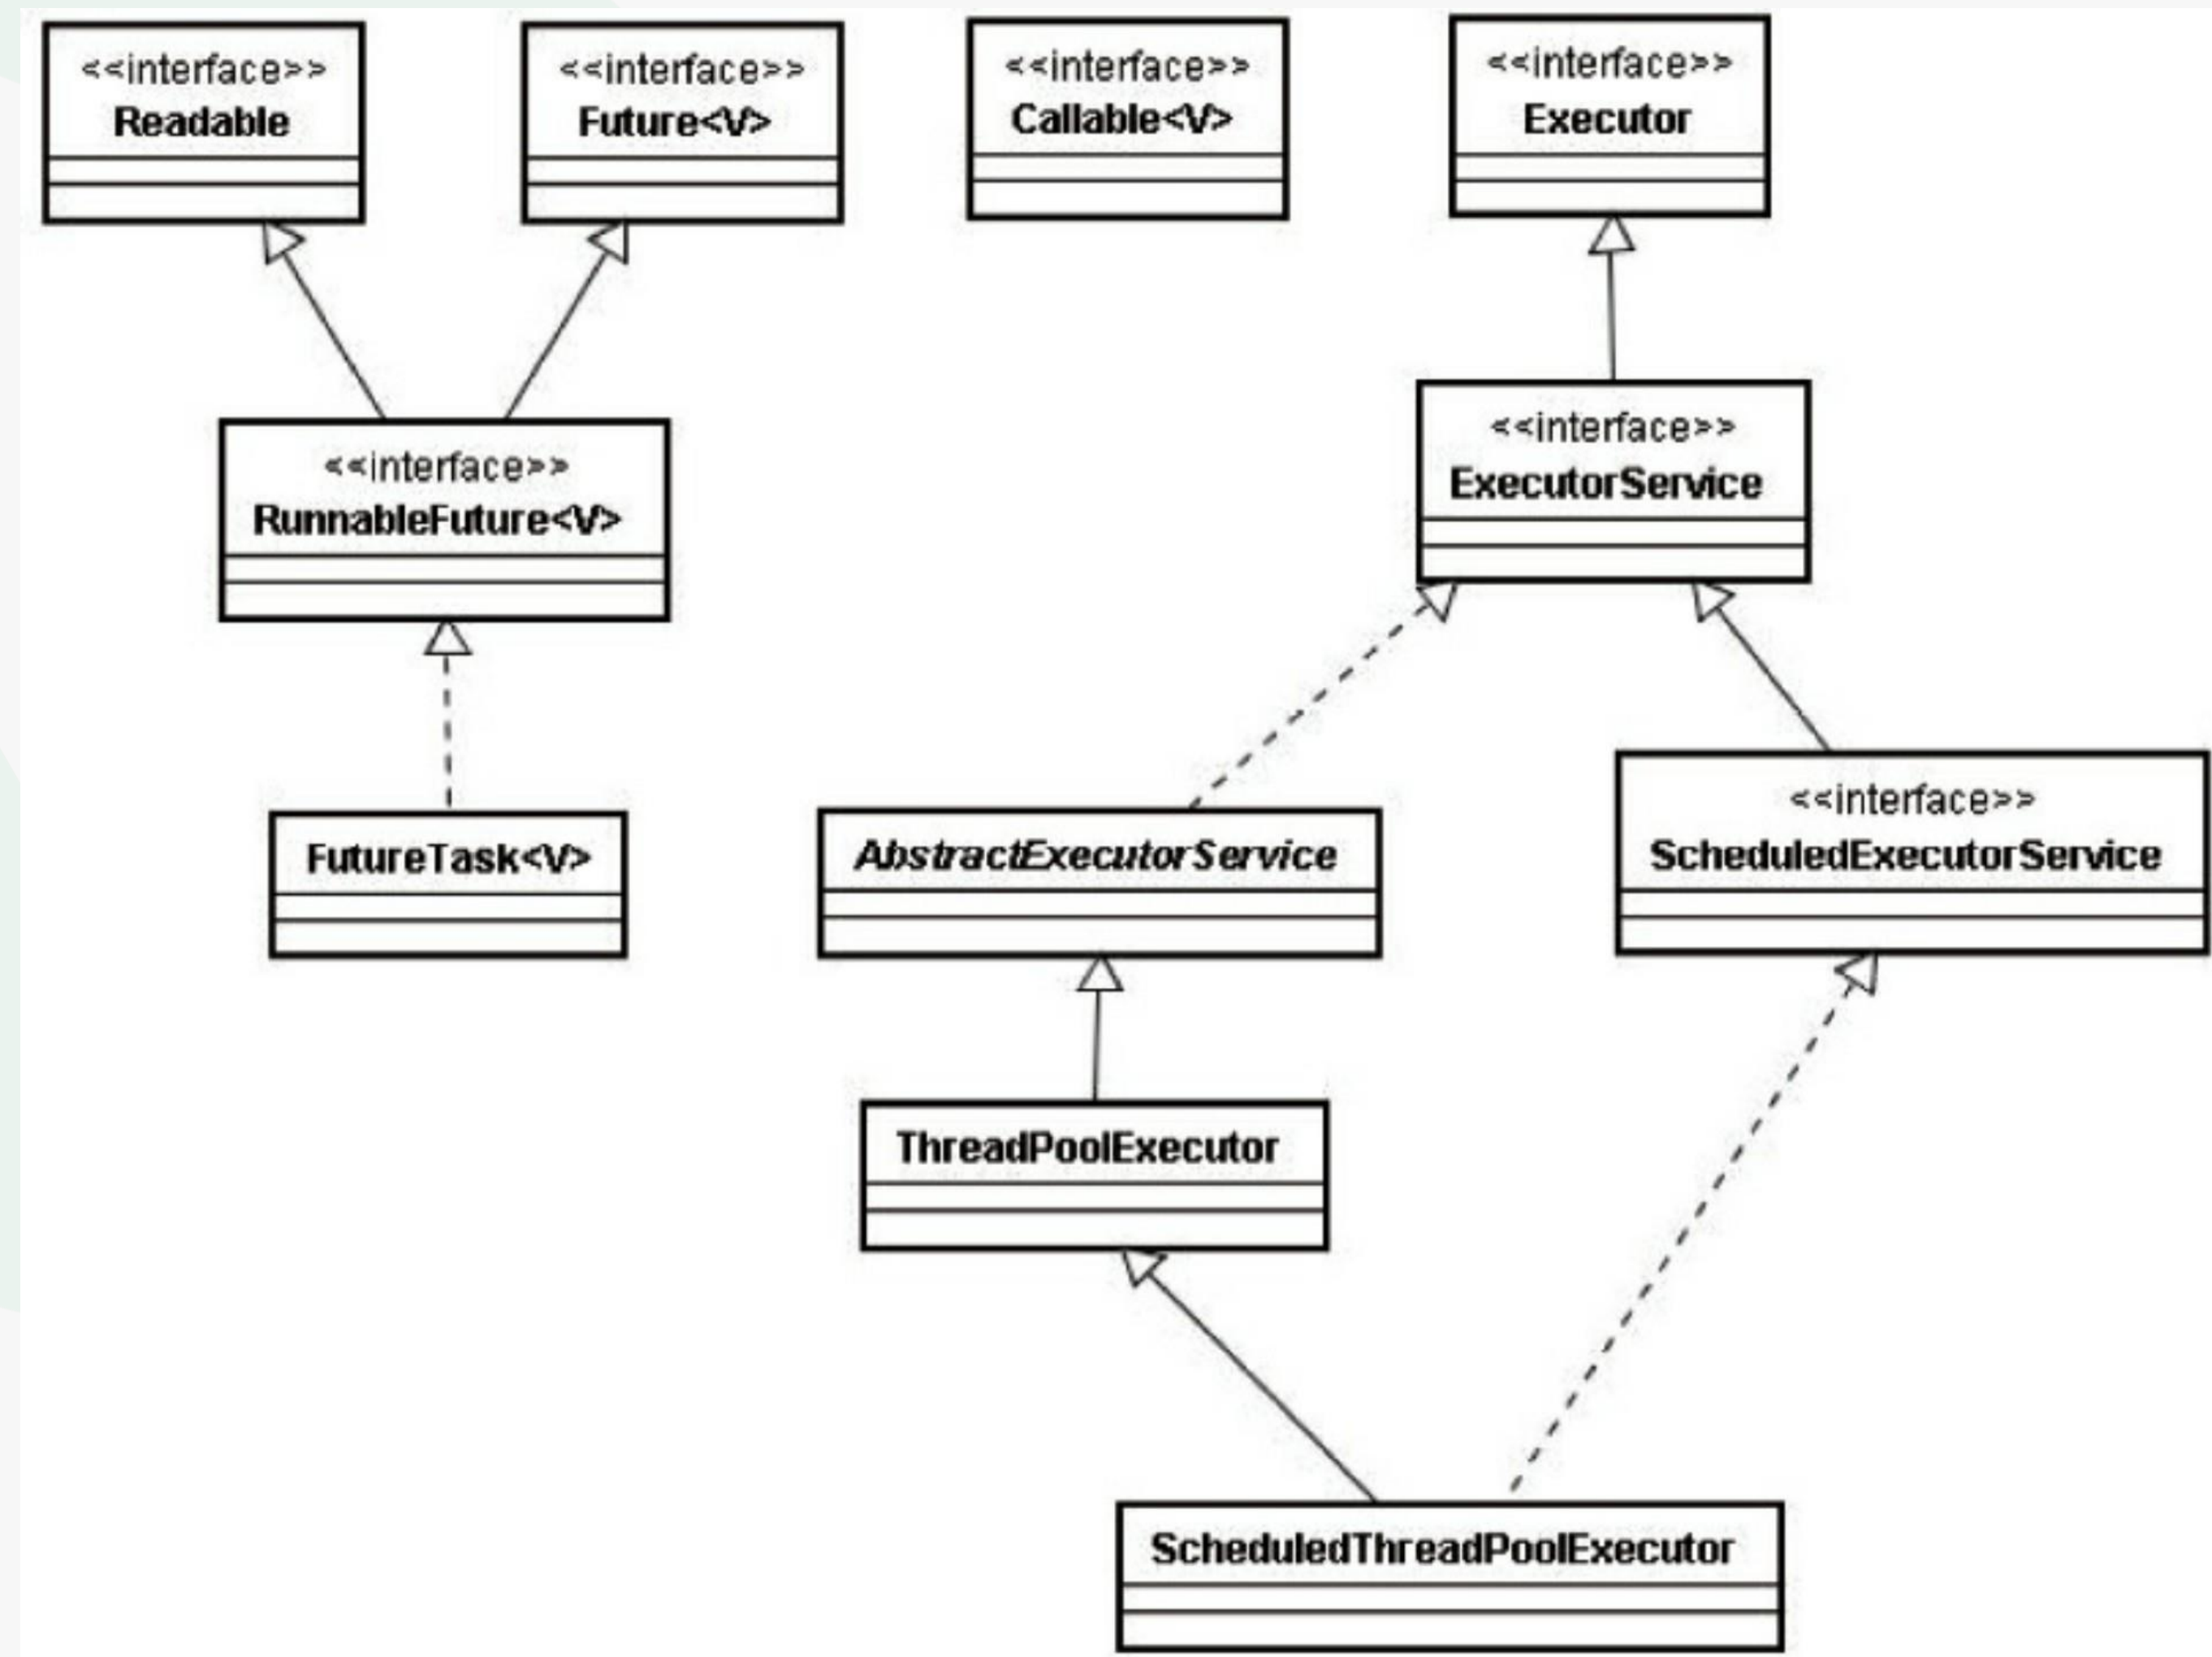 <<interface>>
Readable
<<interface>>
Future<V>
<<interface>>
Callable<V>
<<interface>>
Executor
<<interface>>
RunnableFuture<V>
<<interface>>
ExecutorService
FutureTask<V>
AbstractExecutorService
<<interface>>
ScheduledExecutorService
ThreadPoolExecutor
ScheduledThreadPoolExecutor